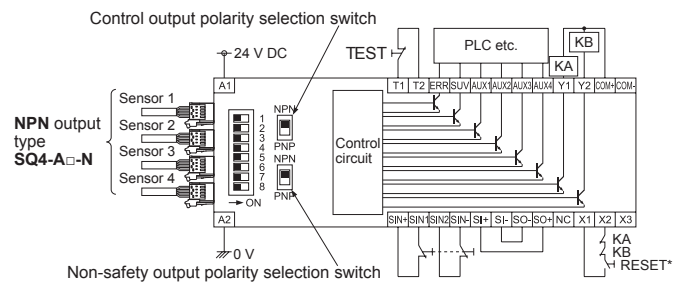 Control output polarity selection switch
24 V DC
TEST
PLC etc.
KB
KA
A1
T1 T2 ERR SUV AUX1 AUX2 AUX3 AUX4 Y1 Y2 COM+ COM-
Sensor 1
Sensor 2
Sensor 3
Sensor 4
NPN output
type
SQ4-A□-N
1
2
3
4
5
6
7
8
→ ON
NPN
PNP
NPN
PNP
Control
circuit
A2
SIN+ SIN1 SIN2 SIN- SI+ SI- SO- SO+ NC X1 X2 X3
0 V
KA
KB
RESET*
Non-safety output polarity selection switch